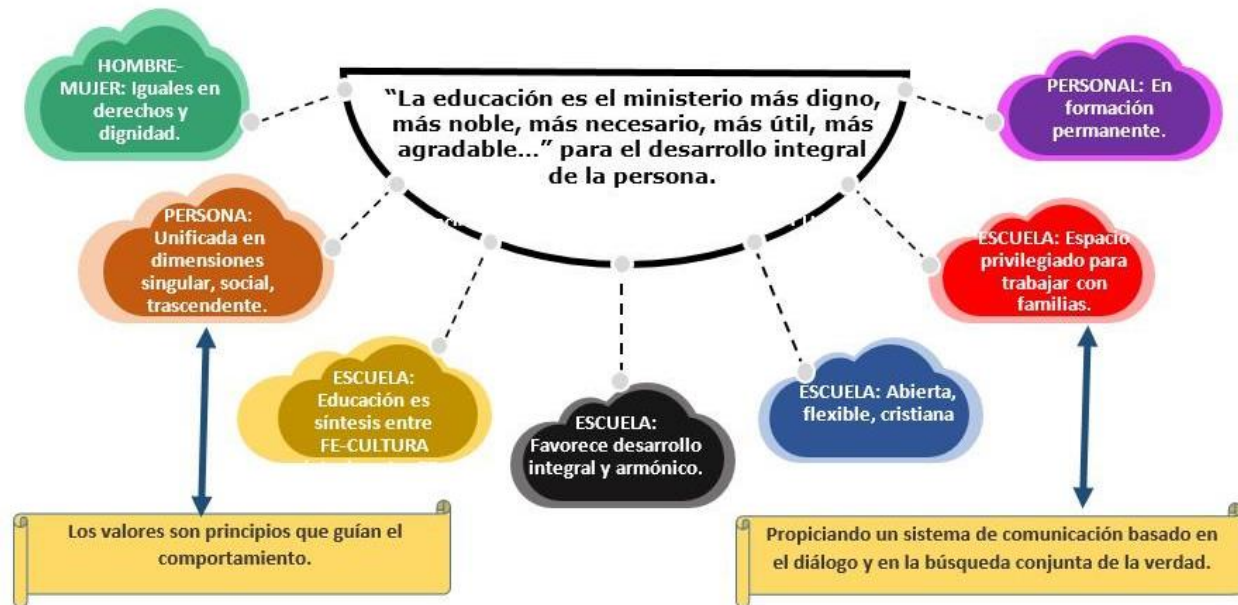 HOMBRE-
MUJER: Iguales en
derechos y
dignidad.
“La educación es el ministerio más digno,
más noble, más necesario, más útil, más
agradable...” para el desarrollo integral
de la persona.
PERSONAL: En
formación
permanente.
PERSONA:
Unificada en
dimensiones
singular, social,
trascendente.
ESCUELA: Espacio
privilegiado para
trabajar con
familias.
ESCUELA:
Educación es
síntesis entre
FE-CULTURA
ESCUELA:
Favorece desarrollo
integral y armónico.
ESCUELA: Abierta,
flexible, cristiana
Los valores son principios que guían el
comportamiento.
Propiciando un sistema de comunicación basado en
el diálogo y en la búsqueda conjunta de la verdad.